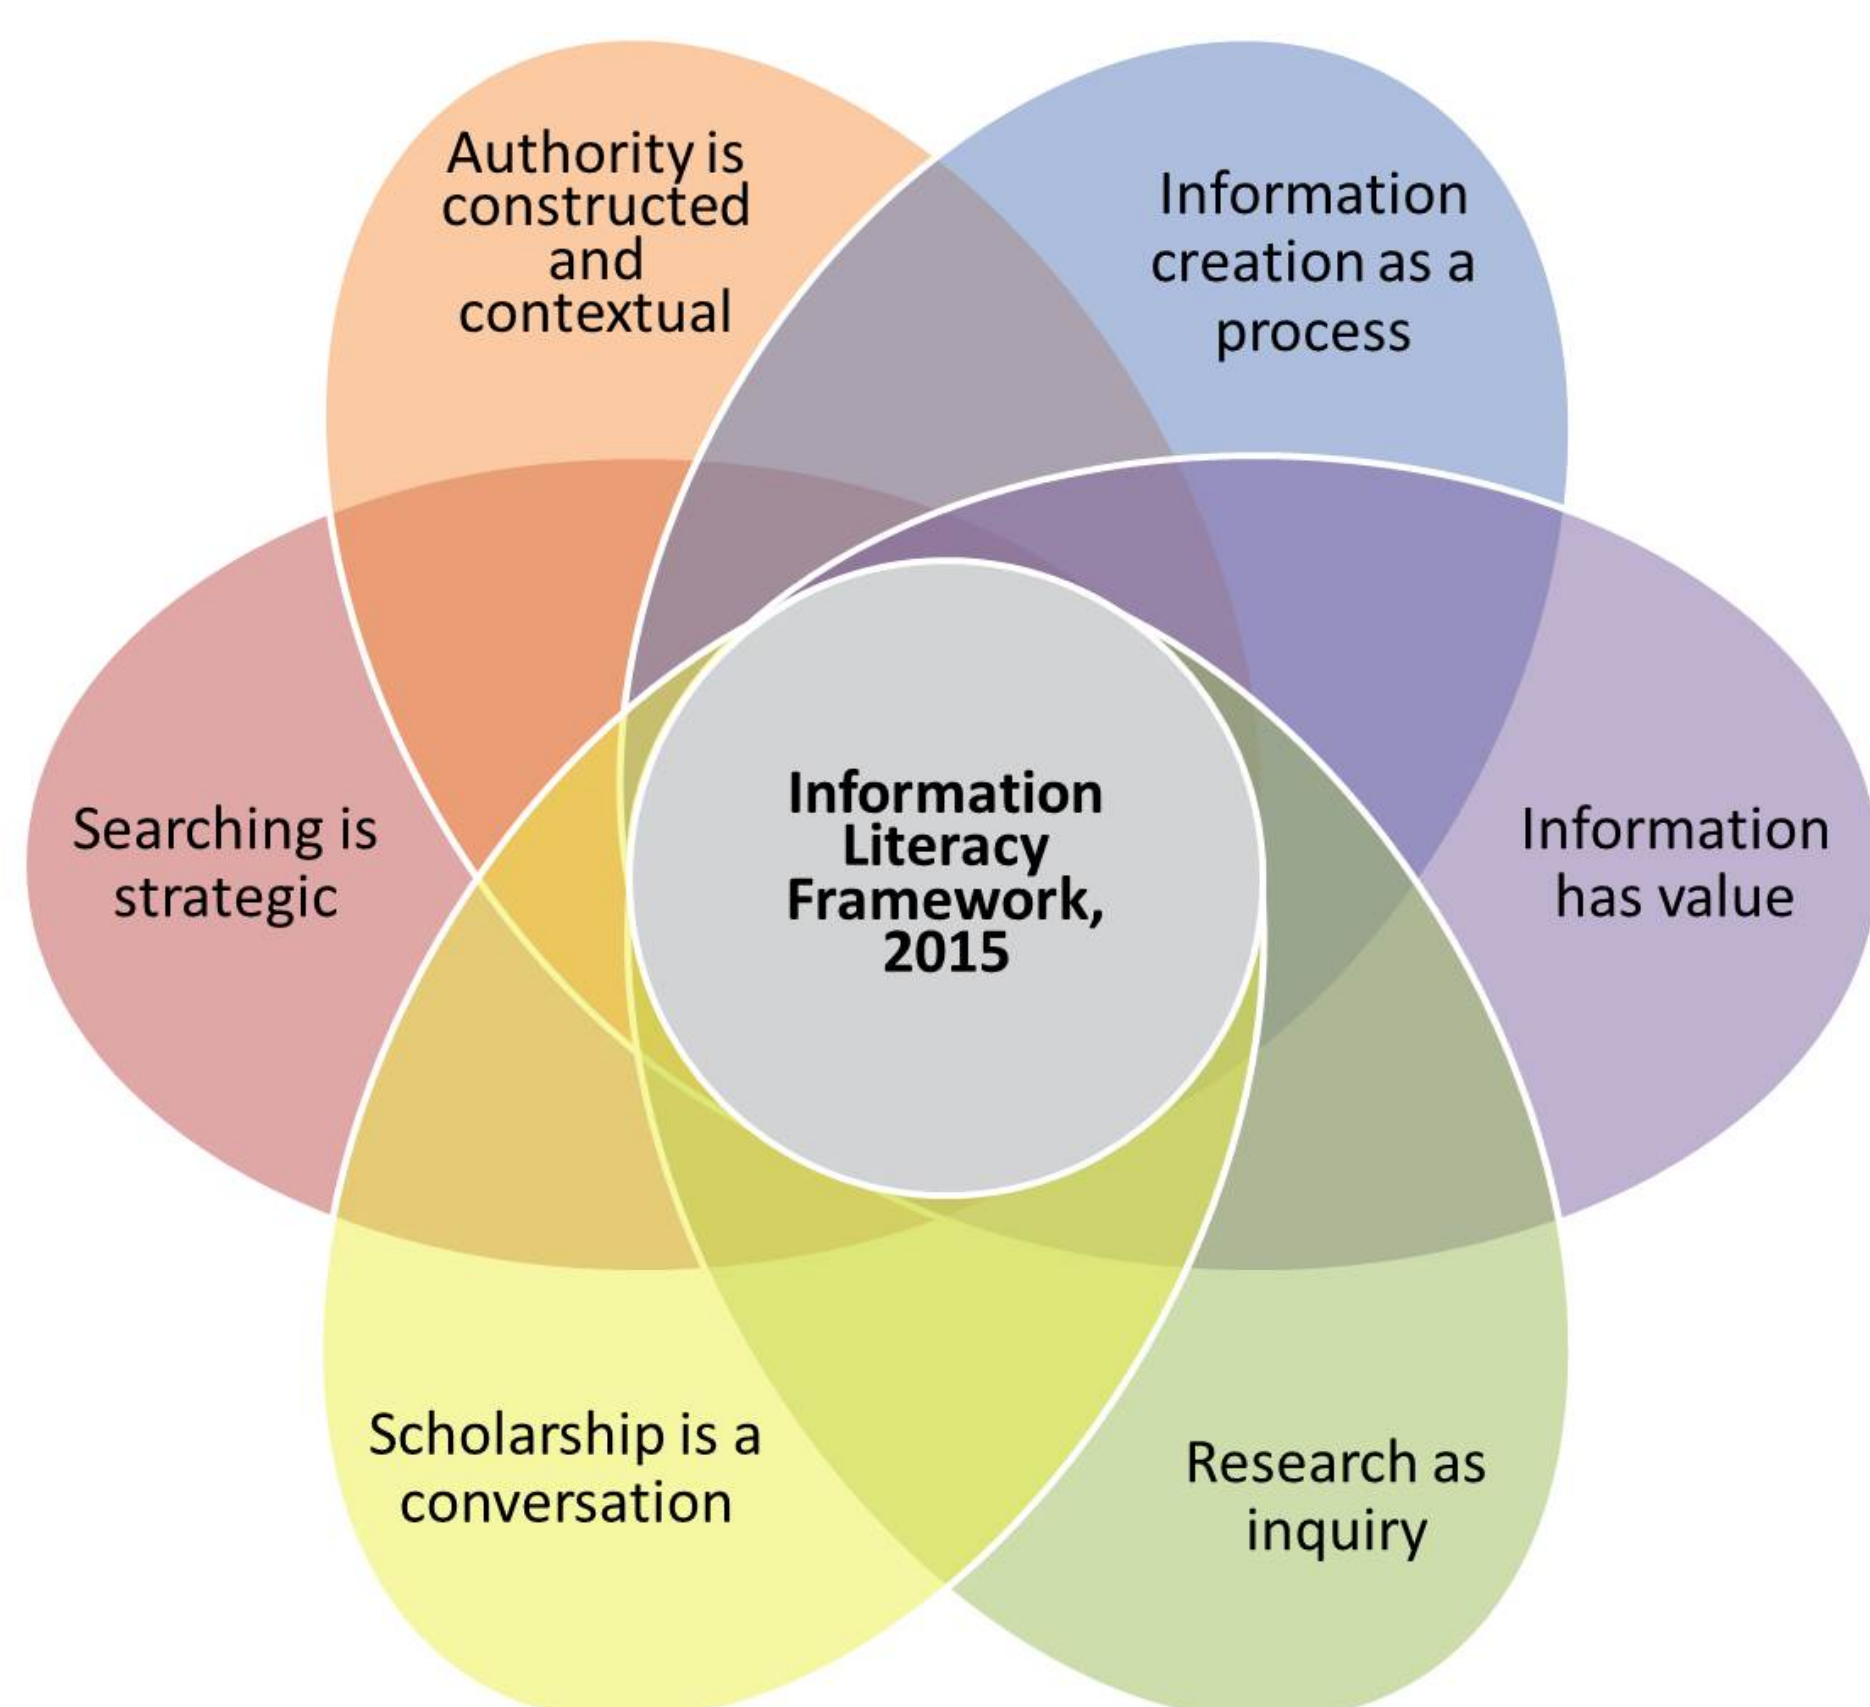 Authority is
constructed
and
contextual
Information
creation as a
process
Searching is
strategic
Information
Literacy
Framework,
2015
Information
has value
Scholarship is a
conversation
Research as
inquiry